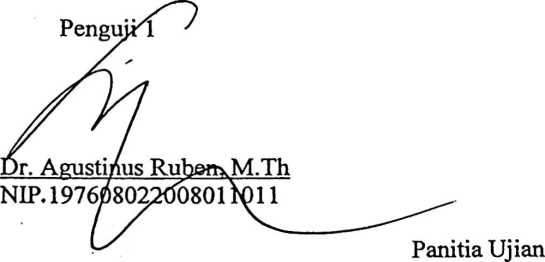 Penguji 1
Dr. Agustinus Ruben, M.Th
NIP.197608022008011011
Panitia Ujian